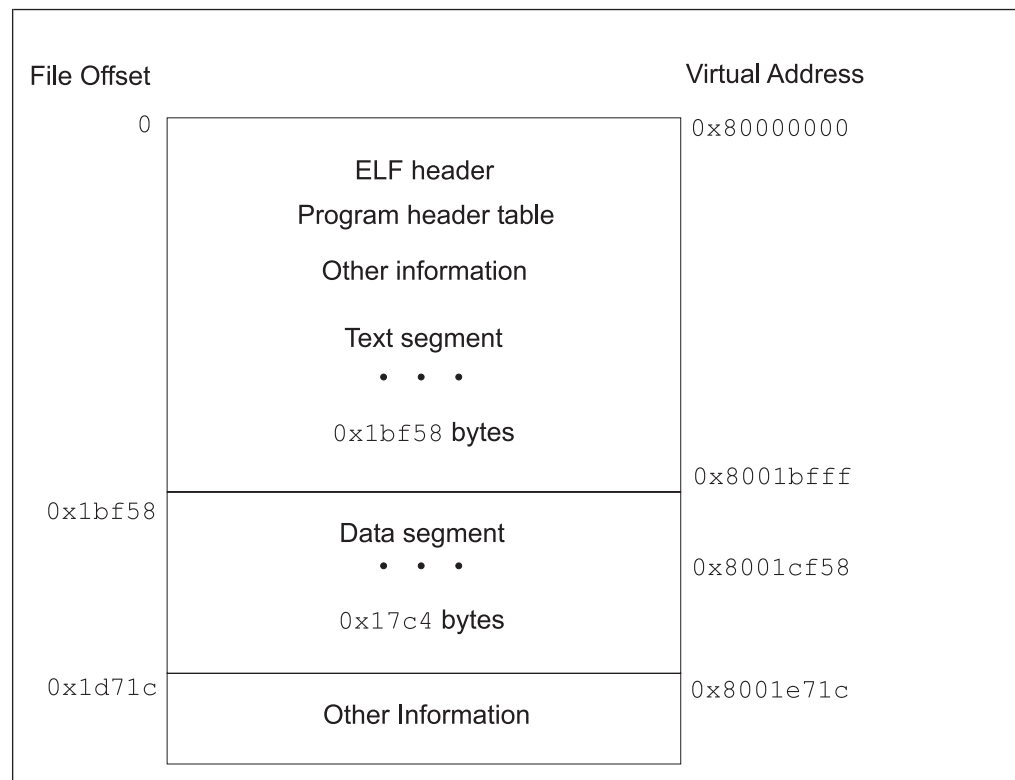 File Offset
Virtual Address
0
0x80000000
ELF header
Program header table
Other information
Text segment
• • •
0x1bf58 bytes
0x8001bfff
0x1bf58
Data segment
• • •
0x8001cf58
0x17c4 bytes
0x1d71c
0x8001e71c
Other Information